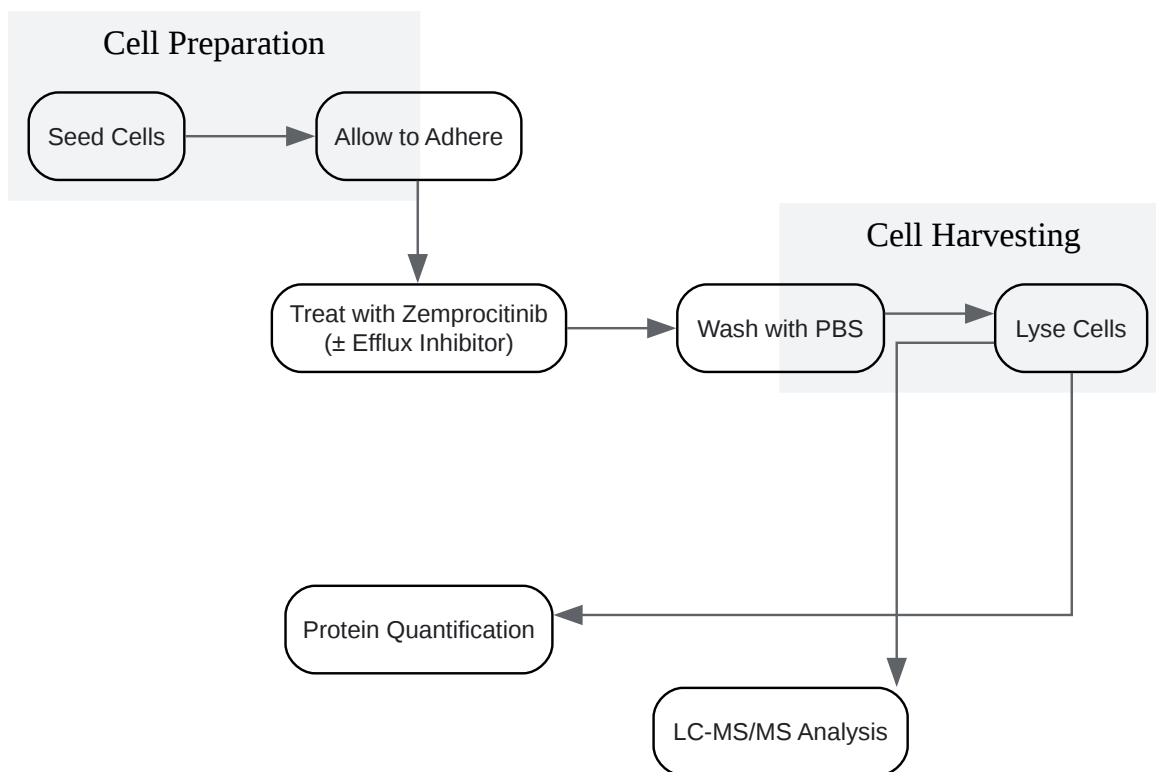 Cell Preparation
Seed Cells
Allow to Adhere
Cell Harvesting
Treat with Zemprocitinib
(± Efflux Inhibitor)
Wash with PBS
Lyse Cells
Protein Quantification
LC-MS/MS Analysis